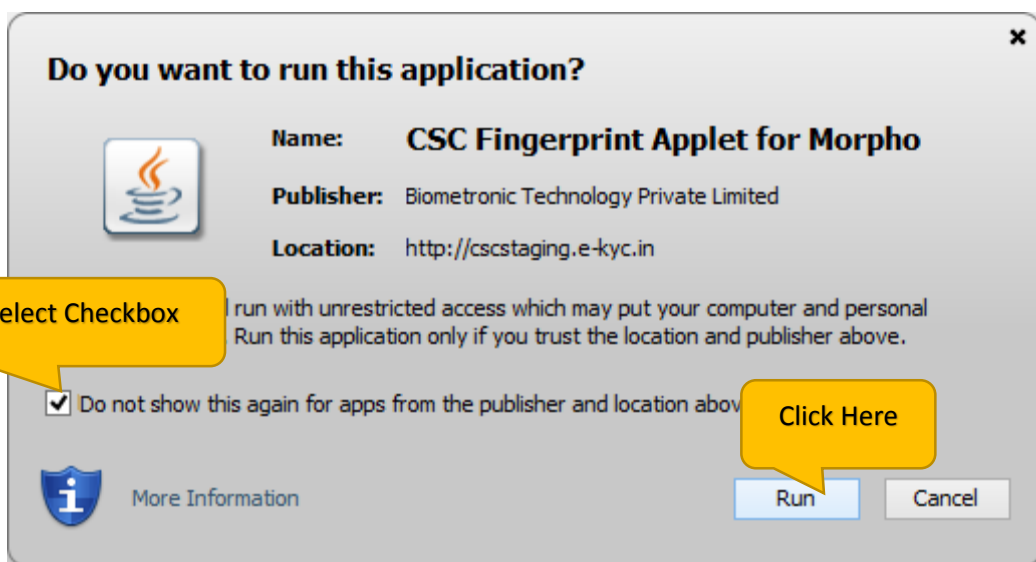 Do you want to run this application?
Name: CSC Fingerprint Applet for Morpho
Publisher: Biometronic Technology Private Limited
Location: http://cscstaging.e-kyc.in
elect Checkbox
run with unrestricted access which may put your computer and personal
. Run this application only if you trust the location and publisher above.
Do not show this again for apps from the publisher and location abov
Click Here
More Information
Run Cancel